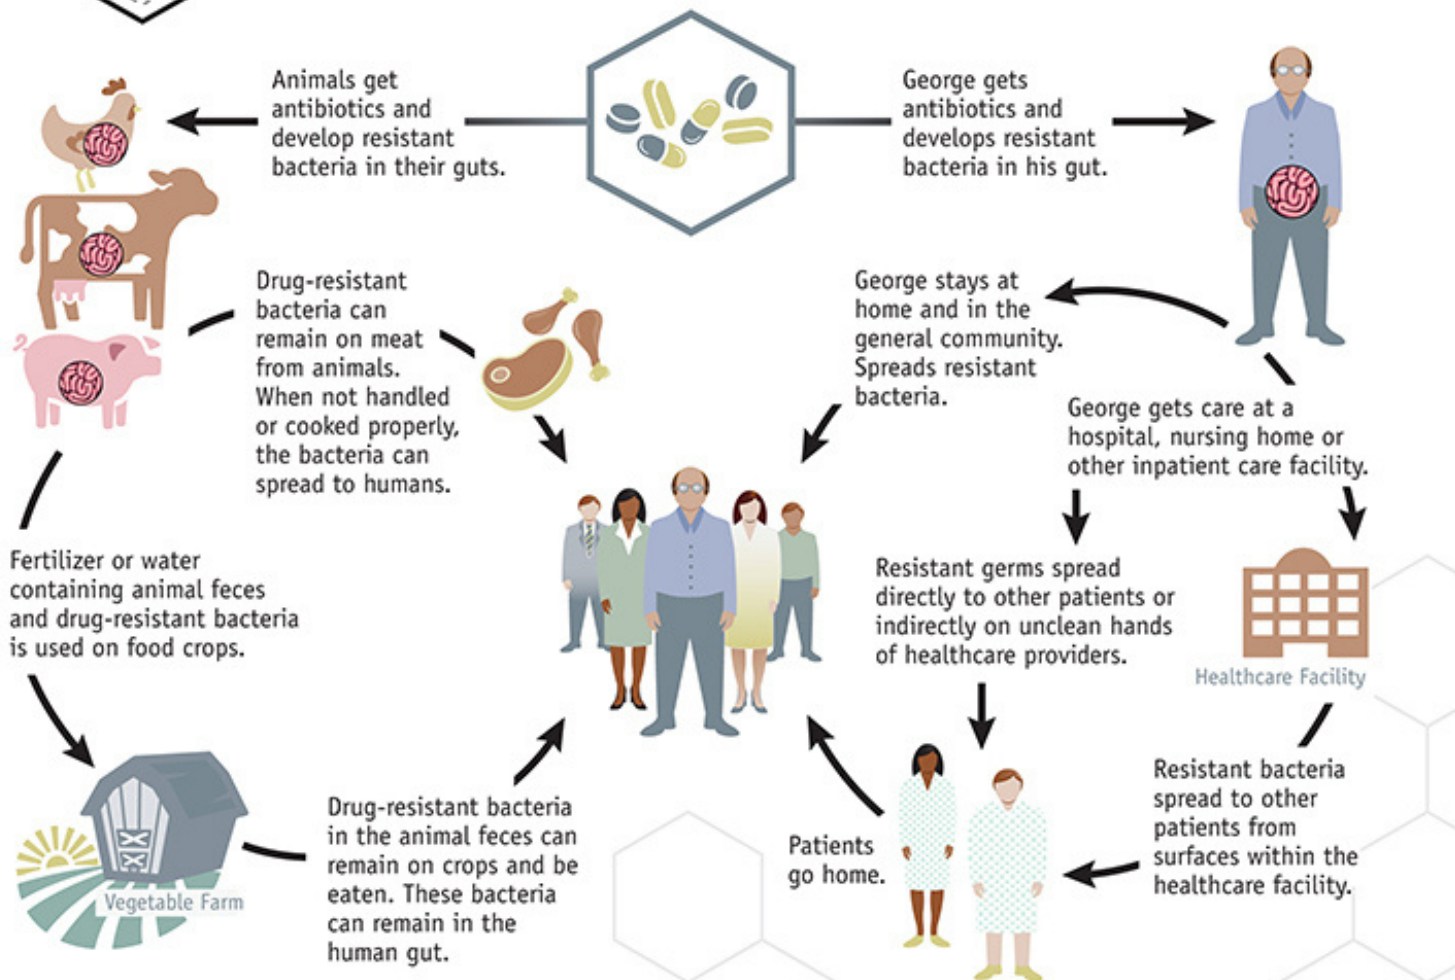 Animals get
antibiotics and
develop resistant
bacteria in their guts.
George gets
antibiotics and
develops resistant
bacteria in his gut.
Drug-resistant
bacteria can
remain on meat
from animals.
When not handled
or cooked properly,
the bacteria can
spread to humans.
George stays at
home and in the
general community.
Spreads resistant
bacteria.
George gets care at a
hospital, nursing home or
other inpatient care facility.
Fertilizer or water
containing animal feces
and drug-resistant bacteria
is used on food crops.
Resistant germs spread
directly to other patients or
indirectly on unclean hands
of healthcare providers.
Healthcare Facility
Vegetable Farm
Drug-resistant bacteria
in the animal feces can
remain on crops and be
eaten. These bacteria
can remain in the
human gut.
Patients
go home.
Resistant bacteria
spread to other
patients from
surfaces within the
healthcare facility.